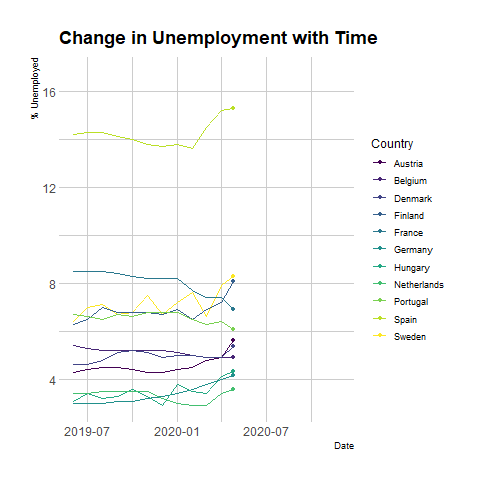 Change in Unemployment with Time
% Unemployed
16
12
8
4
2019-07
2020-01
2020-07
Date
Country
Austria
Belgium
Denmark
Finland
France
Germany
Hungary
Netherlands
Portugal
Spain
Sweden